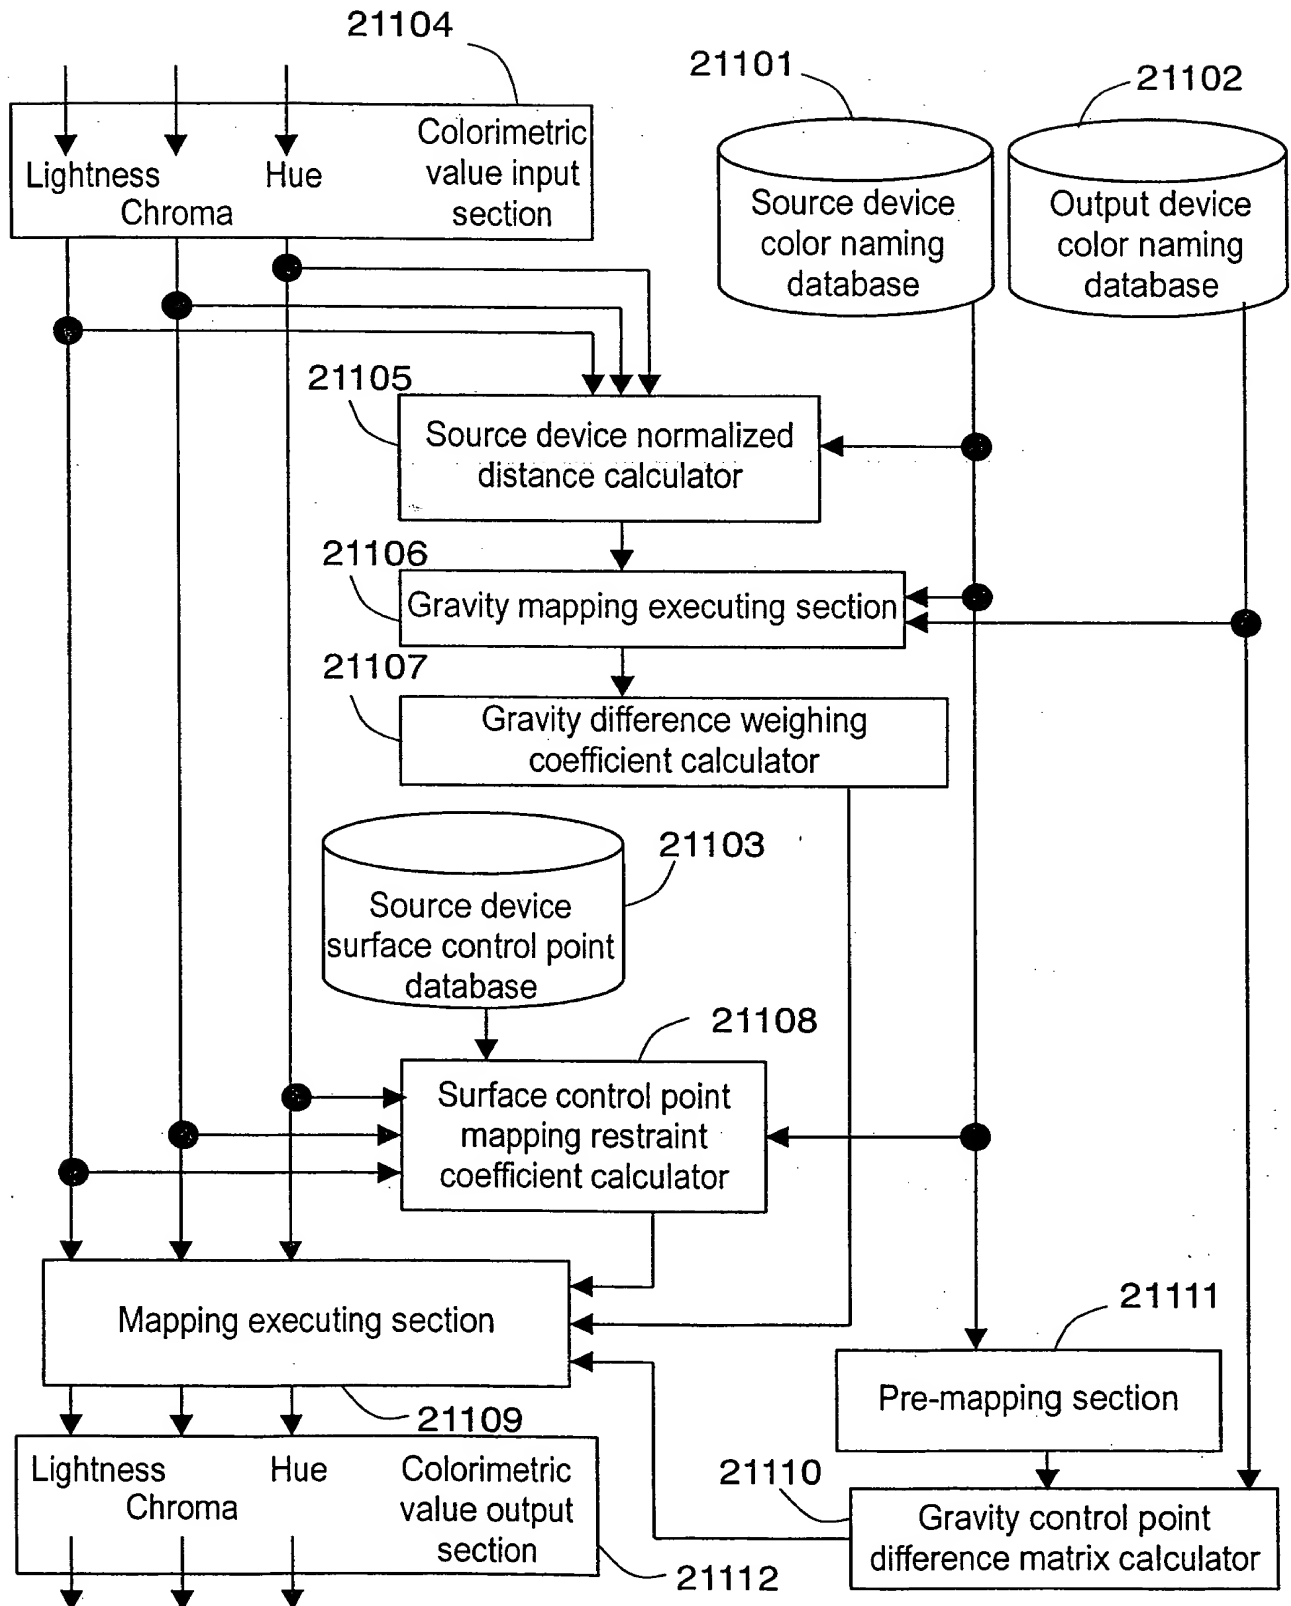 21104
21101
21102
Colorimetric
value input
section
Lightness
Hue
Chroma
Source device
color naming
database
Output device
color naming
database
21105
Source device normalized
distance calculator
21106
Gravity mapping executing section
21107
Gravity difference weighing
coefficient calculator
21103
Source device
surface control point
database
21108
Surface control point
mapping restraint
coefficient calculator
Mapping executing section
21111
Pre-mapping section
21109
Lightness
Hue
Chroma
Colorimetric
value output
section
21110
Gravity control point
difference matrix calculator
21112